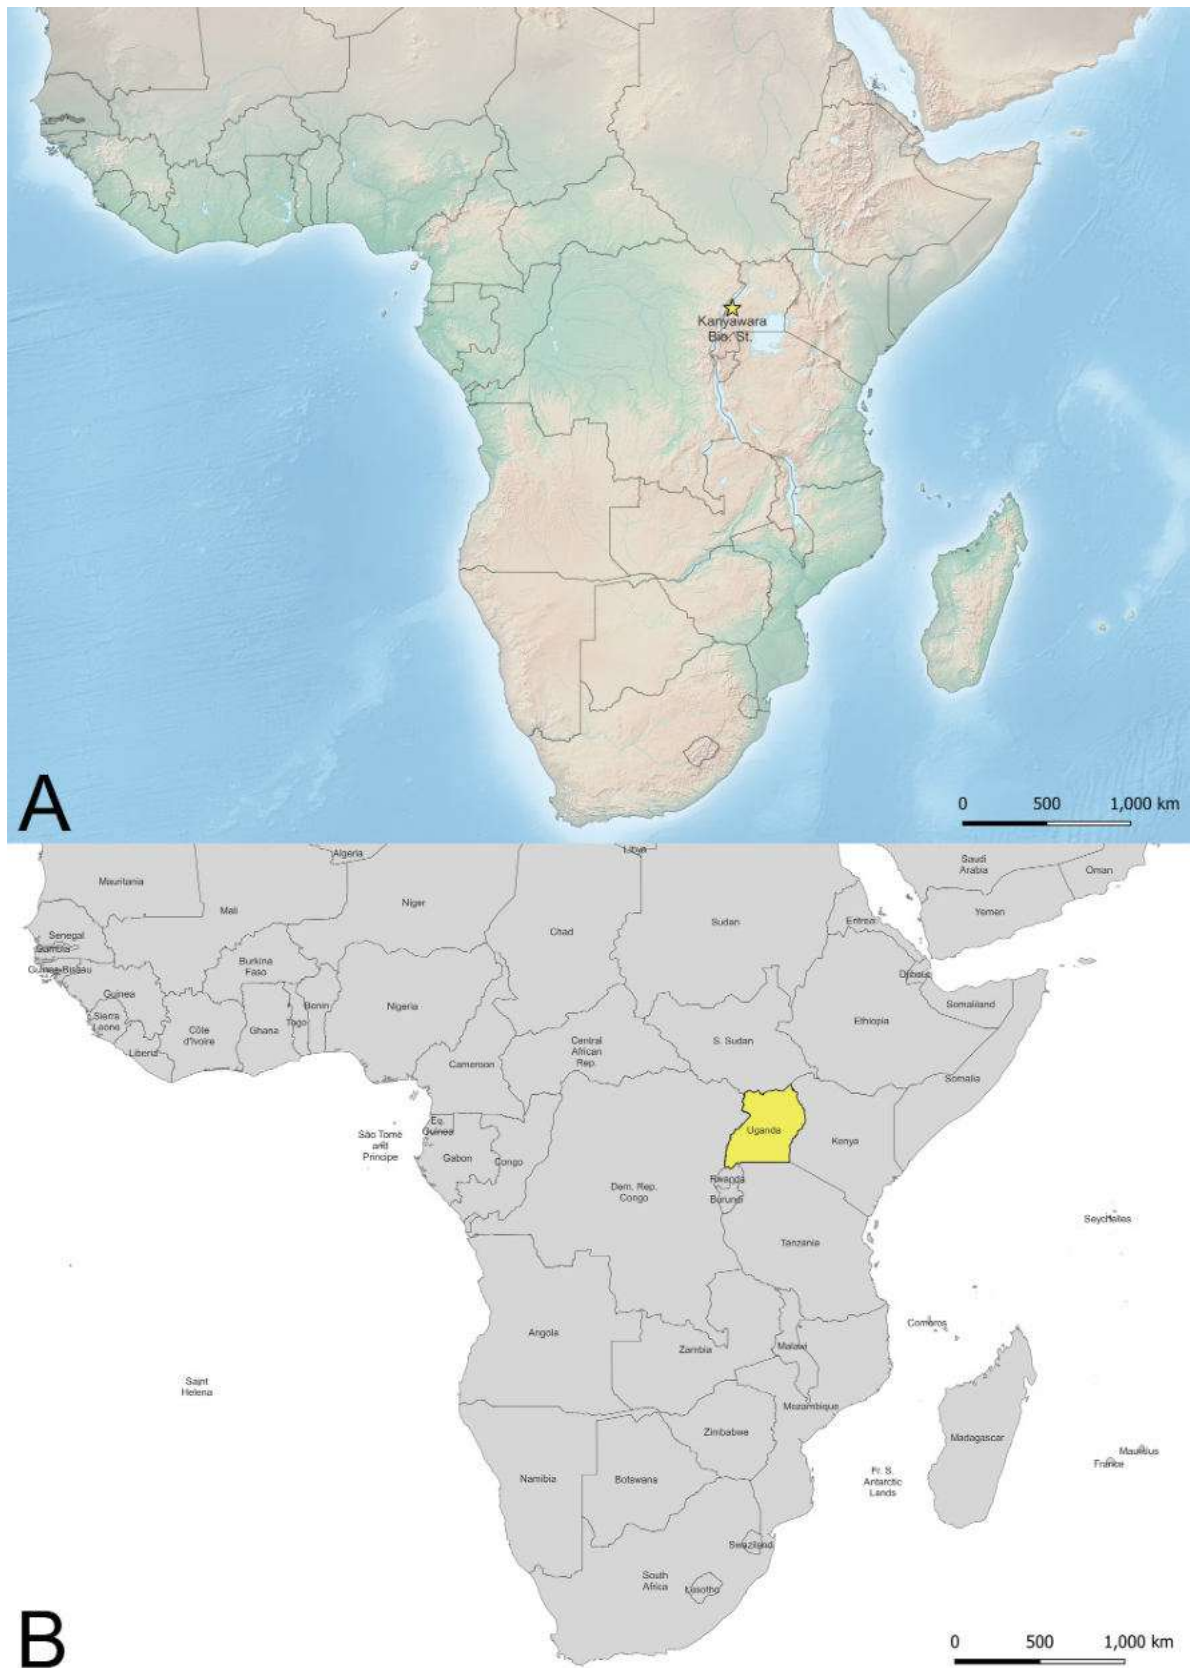 Kanyawara
Bio. St.
A
0 500 1,000 km
Algeria
Libya
Saudi
Arabia
Oman
Mauritania
Mali
Niger
Chad
Sudan
Eritrea
Yemen
Senegal
Gambia
Guinea-Bissau
Burkina
Faso
Djibouti
Guinea
Benin
Nigeria
Somaliland
Sierra
Leone
Côte
d'Ivoire
Ghana
Togo
Ethiopia
Liberia
Central
African
Rep.
S. Sudan
Cameroon
Somalia
Eq.
Guinea
São Tomé
and
Principe
Gabon
Congo
Uganda
Kenya
Dem. Rep.
Congo
Rwanda
Burundi
Seychelles
Tanzania
Angola
Comoros
Zambia
Malawi
Saint
Helena
Mozambique
Zimbabwe
Madagascar
Mauritius
France
Namibia
Botswana
Fr. S.
Antarctic
Lands
Swaziland
South
Africa
Lesotho
B
0 500 1,000 km